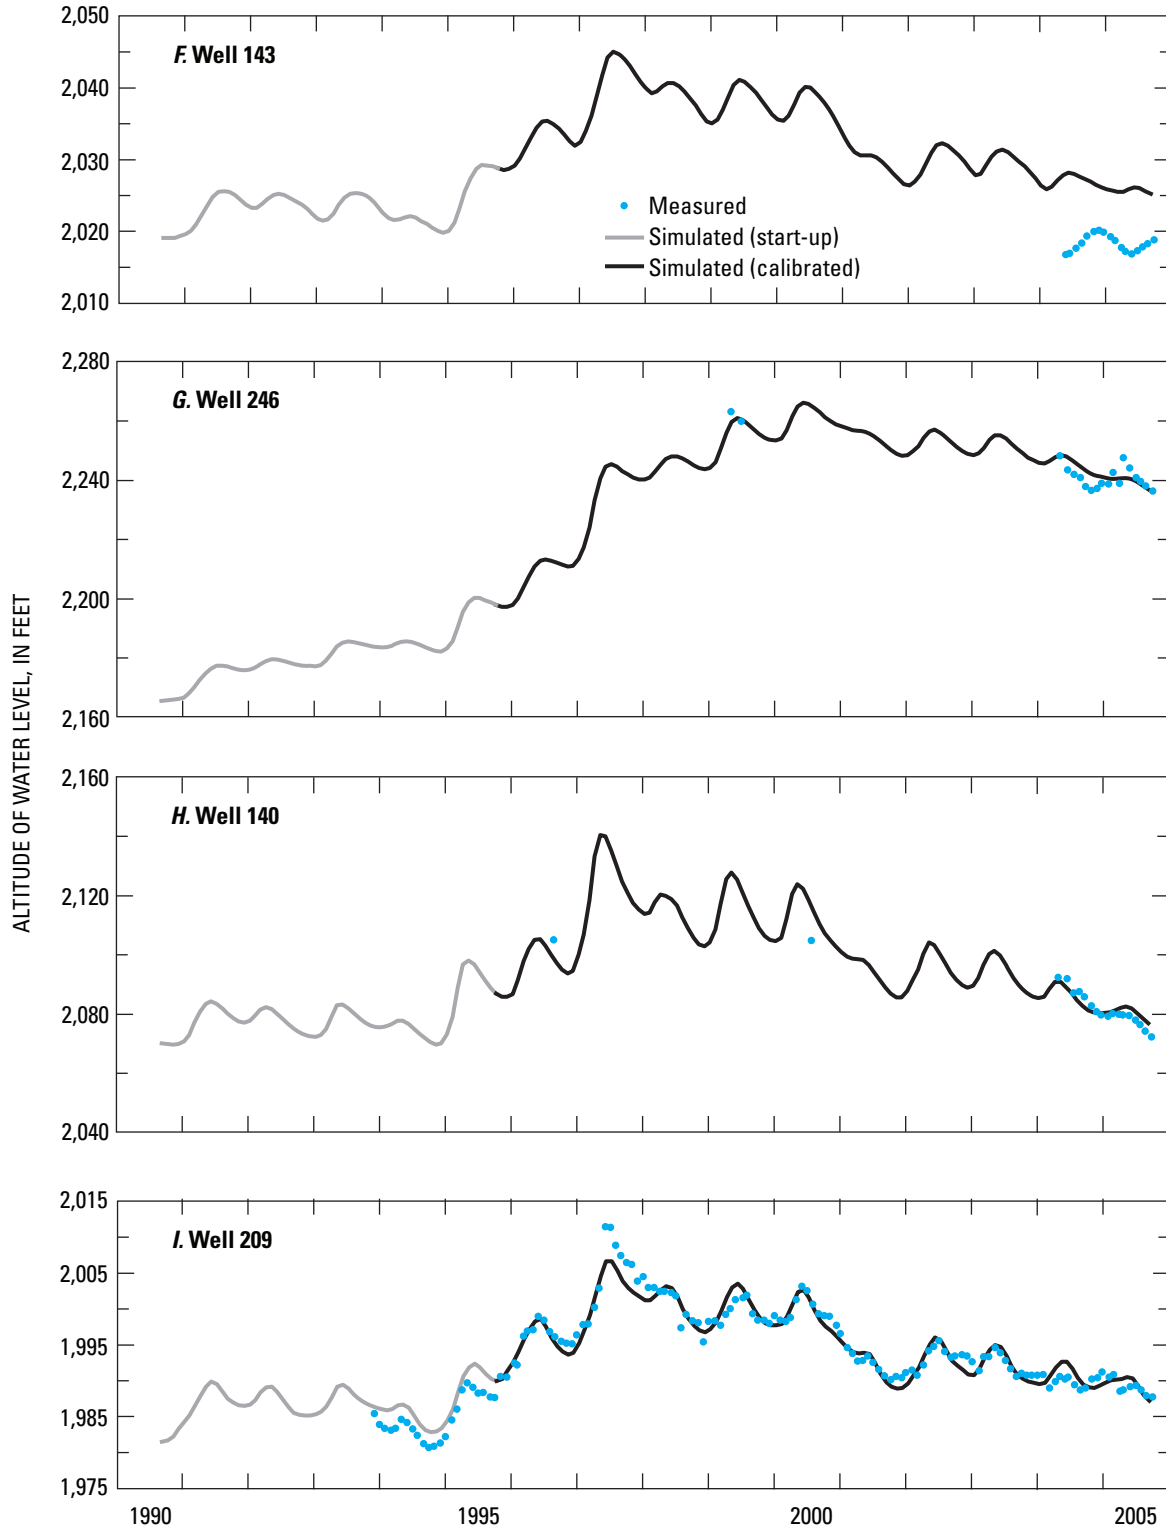 ALTITUDE OF WATER LEVEL, IN FEET
F. Well 143
2,050
2,040
2,030
2,020
2,010
Measured
Simulated (start-up)
Simulated (calibrated)
G. Well 246
2,280
2,240
2,200
2,160
H. Well 140
2,160
2,120
2,080
2,040
I. Well 209
2,015
2,005
1,995
1,985
1,975
1990 1995 2000 2005